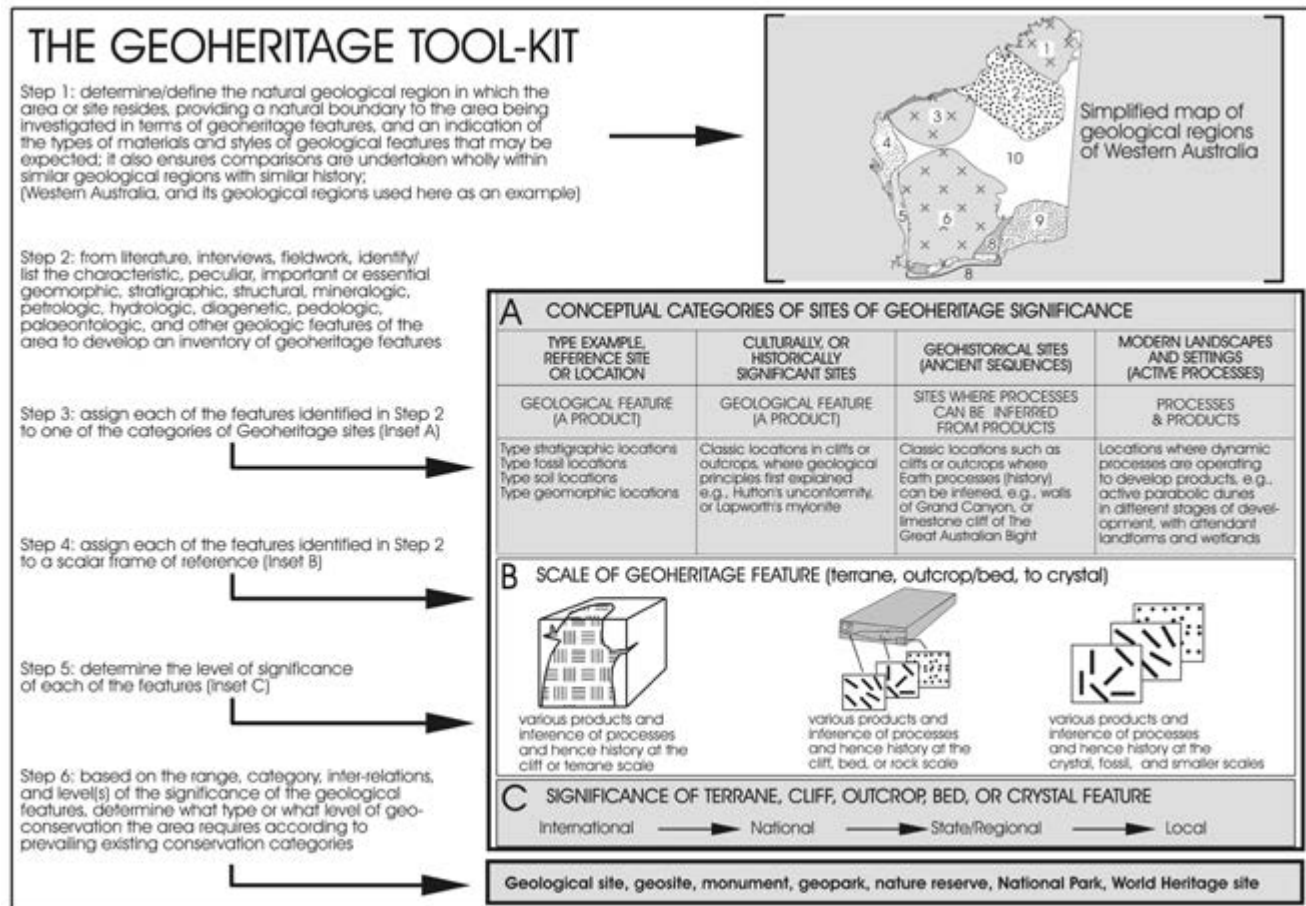 THE GEOHERITAGE TOOL-KIT
Step 1: determine/define the natural geological region in which the
area or site resides, providing a natural boundary to the area being
investigated in terms of geoheritage features, and an indication of
the types of materials and styles of geological features that may be
expected; it also ensures comparisons are undertaken wholly within
similar geological regions with similar history;
(Western Australia, and its geological regions used here as an example)
1
2
3
4
10
5
6
9
8
7
8
Simplified map of
geological regions
of Western Australia
Step 2: from literature, interviews, fieldwork, identify/
list the characteristic, peculiar, important or essential
geomorphic, stratigraphic, structural, mineralogic,
petrologic, hydrologic, diagenetic, pedologic,
palaeontologic, and other geologic features of the
area to develop an inventory of geoheritage features
Step 3: assign each of the features identified in Step 2
to one of the categories of Geoheritage sites (Inset A)
Step 4: assign each of the features identified in Step 2
to a scalar frame of reference (Inset B)
Step 5: determine the level of significance
of each of the features (Inset C)
Step 6: based on the range, category, inter-relations,
and level(s) of the significance of the geological
features, determine what type or what level of geo-
conservation the area requires according to
prevailing existing conservation categories
A CONCEPTUAL CATEGORIES OF SITES OF GEOHERITAGE SIGNIFICANCE
TYPE EXAMPLE,
REFERENCE SITE
OR LOCATION
GEOLOGICAL FEATURE
(A PRODUCT)
Type stratigraphic locations
Type fossil locations
Type soil locations
Type geomorphic locations
CULTURALLY, OR
HISTORICALLY
SIGNIFICANT SITES
GEOLOGICAL FEATURE
(A PRODUCT)
Classic locations in cliffs or
outcrops, where geological
principles first explained
e.g., Hutton's unconformity,
or Lapworth's mylonite
GEOHISTORICAL SITES
(ANCIENT SEQUENCES)
SITES WHERE PROCESSES
CAN BE INFERRED
FROM PRODUCTS
Classic locations such as
cliffs or outcrops where
Earth processes (history)
can be inferred, e.g., walls
of Grand Canyon, or
limestone cliff of The
Great Australian Bight
MODERN LANDSCAPES
AND SETTINGS
(ACTIVE PROCESSES)
PROCESSES
& PRODUCTS
Locations where dynamic
processes are operating
to develop products, e.g.,
active parabolic dunes
in different stages of devel-
opment, with attendant
landforms and wetlands
B SCALE OF GEOHERITAGE FEATURE (terrane, outcrop/bed, to crystal)
various products and
inference of processes
and hence history at the
cliff or terrane scale
various products and
inference of processes
and hence history at the
cliff, bed, or rock scale
various products and
inference of processes
and hence history at the
crystal, fossil, and smaller scales
C SIGNIFICANCE OF TERRANE, CLIFF, OUTCROP, BED, OR CRYSTAL FEATURE
International National State/Regional Local
Geological site, geosite, monument, geopark, nature reserve, National Park, World Heritage site